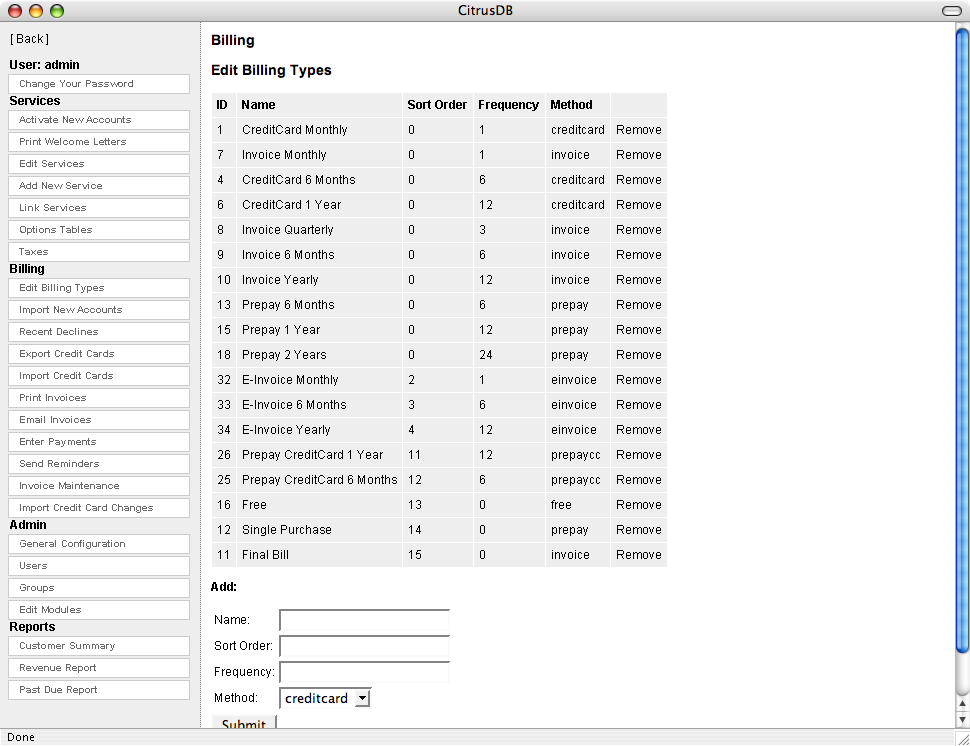 CitrusDB
[ Back ]
User: admin
Change Your Password
Services
Activate New Accounts
Print Welcome Letters
Edit Services
Add New Service
Link Services
Options Tables
Taxes
Billing
Edit Billing Types
Import New Accounts
Recent Declines
Export Credit Cards
Import Credit Cards
Print Invoices
Email Invoices
Enter Payments
Send Reminders
Invoice Maintenance
Import Credit Card Changes
Admin
General Configuration
Users
Groups
Edit Modules
Reports
Customer Summary
Revenue Report
Past Due Report
Billing
Edit Billing Types
ID Name Sort Order Frequency Method
1 CreditCard Monthly 0 1 creditcard Remove
7 Invoice Monthly 0 1 invoice Remove
4 CreditCard 6 Months 0 6 creditcard Remove
6 CreditCard 1 Year 0 12 creditcard Remove
8 Invoice Quarterly 0 3 invoice Remove
9 Invoice 6 Months 0 6 invoice Remove
10 Invoice Yearly 0 12 invoice Remove
13 Prepay 6 Months 0 6 prepay Remove
15 Prepay 1 Year 0 12 prepay Remove
18 Prepay 2 Years 0 24 prepay Remove
32 E-Invoice Monthly 2 1 einvoice Remove
33 E-Invoice 6 Months 3 6 einvoice Remove
34 E-Invoice Yearly 4 12 einvoice Remove
26 Prepay CreditCard 1 Year 11 12 prepaycc Remove
25 Prepay CreditCard 6 Months 12 6 prepaycc Remove
16 Free 13 0 free Remove
12 Single Purchase 14 0 prepay Remove
11 Final Bill 15 0 invoice Remove
Add:
Name:
Sort Order:
Frequency:
Method: creditcard
Submit
Done